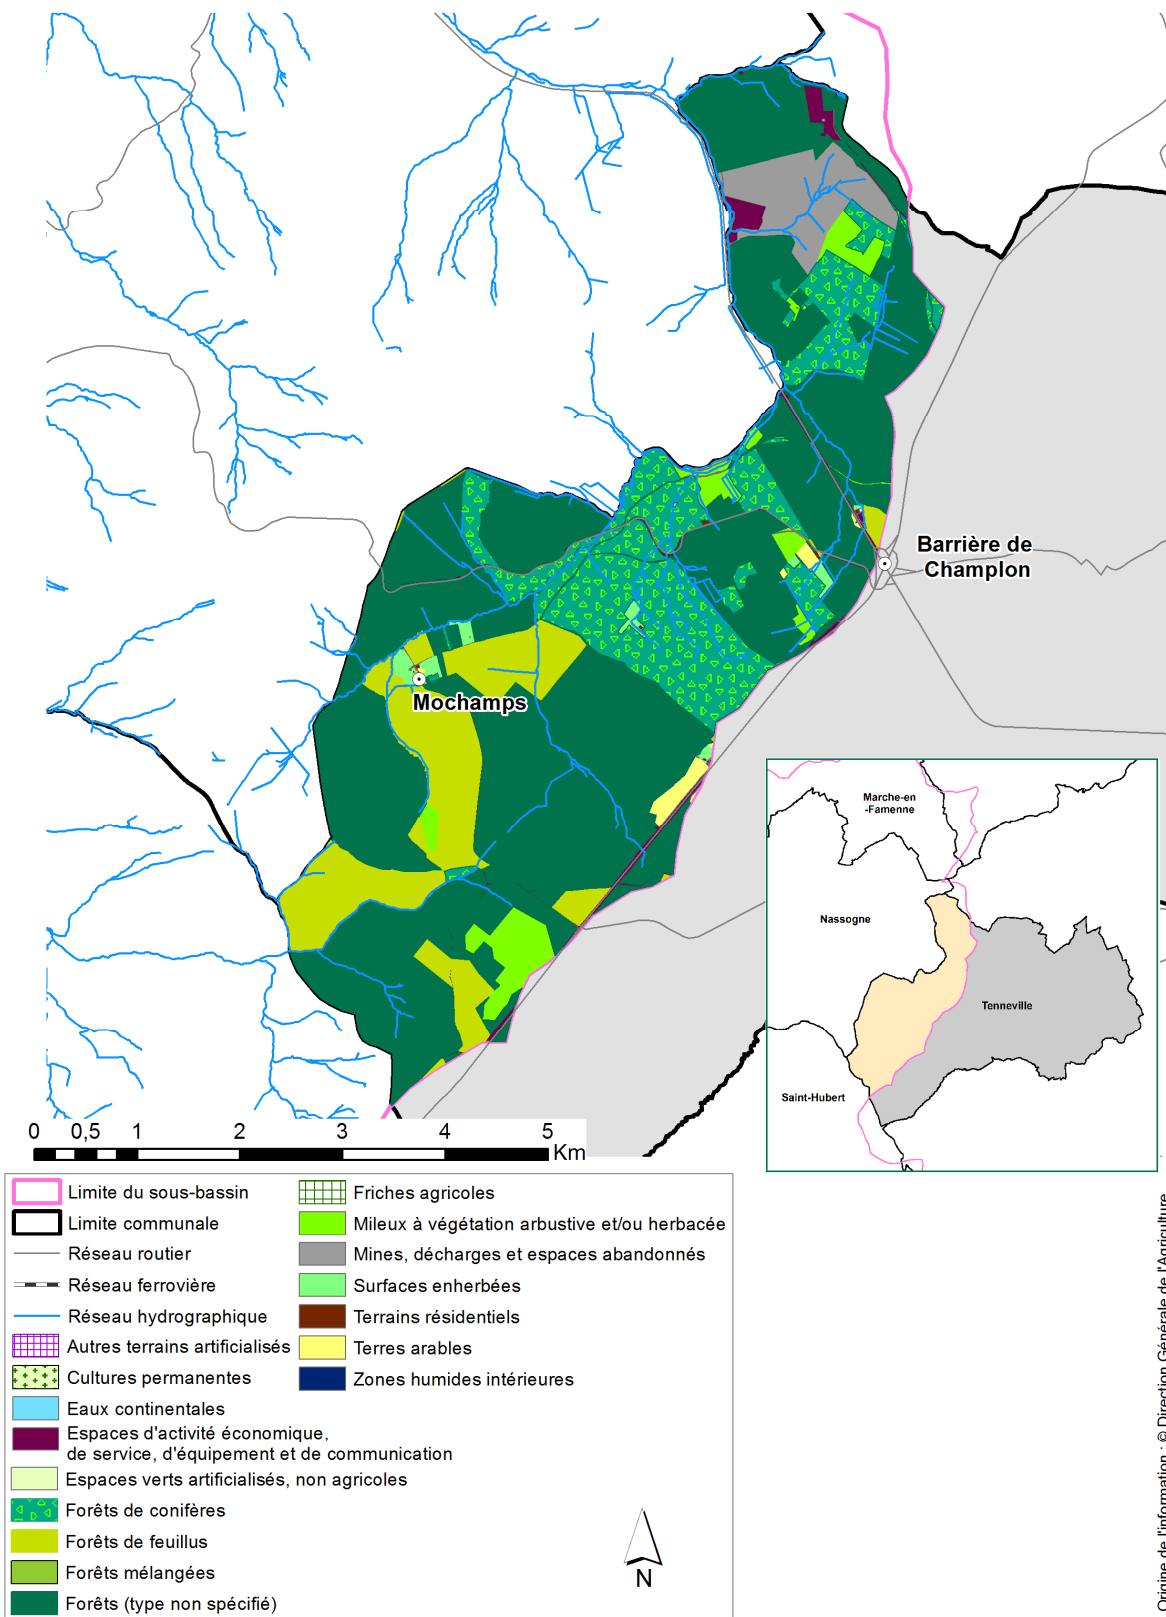 Barrière de
Champlon
Mochamps
Marche-en
-Famenne
Nassogne
Tenneville
Saint-Hubert
0 0,5 1 2 3 4 5
Km
Limite du sous-bassin
Limite communale
Réseau routier
Réseau ferrovière
Réseau hydrographique
Autres terrains artificialisés
Cultures permanentes
Eaux continentales
Espaces d'activité économique,
de service, d'équipement et de communication
Espaces verts artificialisés, non agricoles
Forêts de conifères
Forêts de feuillus
Forêts mélangées
Forêts (type non spécifié)
Friches agricoles
Mileux à végétation arbustive et/ou herbacée
Mines, décharges et espaces abandonnés
Surfaces enherbées
Terrains résidentiels
Terres arables
Zones humides intérieures
N
Origine de l'information : © Direction Générale de l'Agriculture